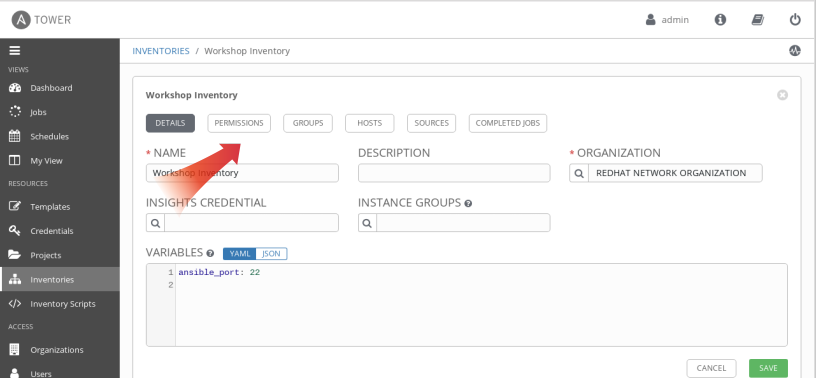 A TOWER
admin
INVENTORIES / Workshop Inventory
VIEWS
Dashboard
Jobs
Schedules
My View
RESOURCES
Templates
Credentials
Projects
Inventories
Inventory Scripts
ACCESS
Organizations
Users
Workshop Inventory
DETAILS PERMISSIONS GROUPS HOSTS SOURCES COMPLETED JOBS
* NAME DESCRIPTION * ORGANIZATION
Workshop Inventory REDHAT NETWORK ORGANIZATION
INSIGHTS CREDENTIAL INSTANCE GROUPS ?
VARIABLES ? YAML JSON
1 ansible_port: 22
2
CANCEL SAVE